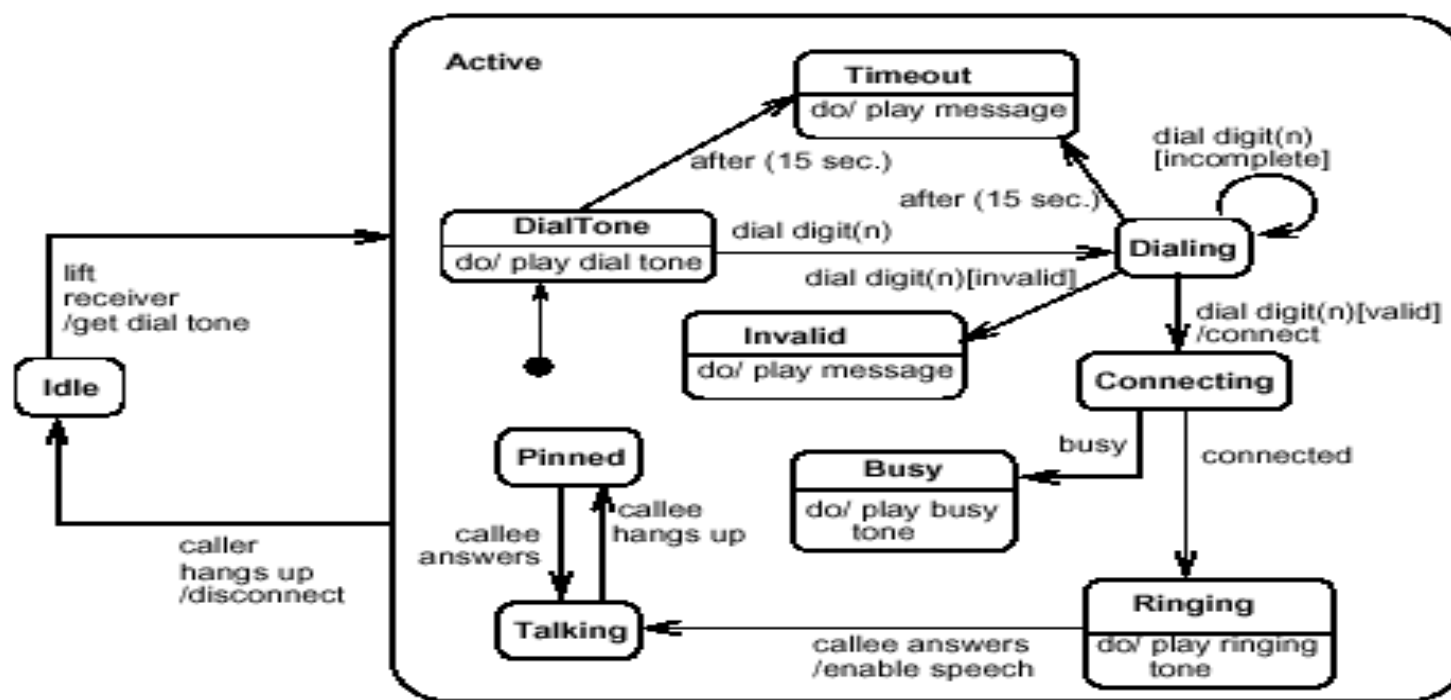 Active
Timeout
do/ play message
dial digit(n)
[incomplete]
after (15 sec.)
after (15 sec.)
DialTone
do/ play dial tone
dial digit(n)
Dialing
lift
receiver
/get dial tone
dial digit(n)[invalid]
dial digit(n)[valid]
/connect
Invalid
do/ play message
Idle
Connecting
Pinned
busy
connected
Busy
do/ play busy
tone
callee
hangs up
callee
answers
caller
hangs up
/disconnect
Ringing
do/ play ringing
tone
Talking
callee answers
/enable speech